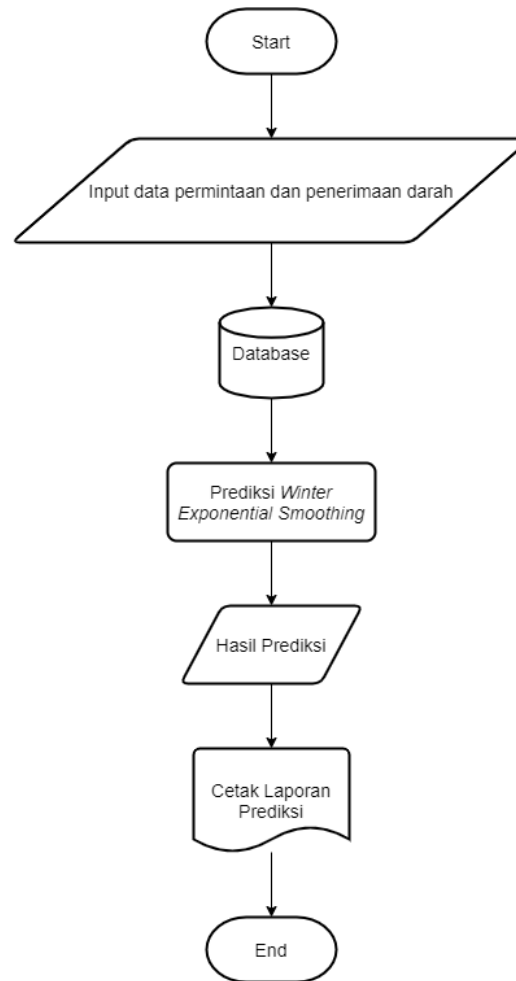 Start
Input data permintaan dan penerimaan darah
Database
Prediksi Winter
Exponential Smoothing
Hasil Prediksi
Cetak Laporan
Prediksi
End